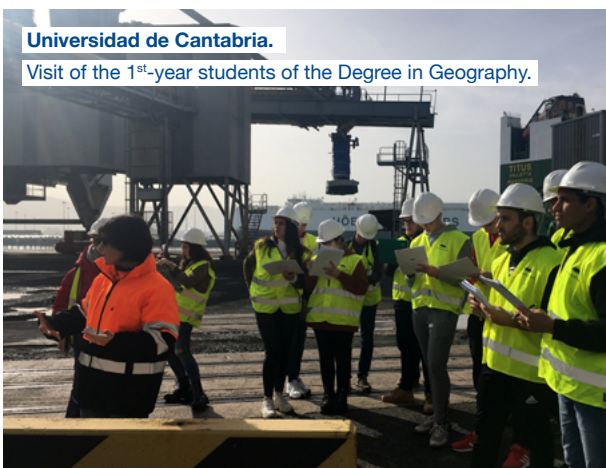 Universidad de Cantabria.
Visit of the 1st-year students of the Degree in Geography.
TITUS